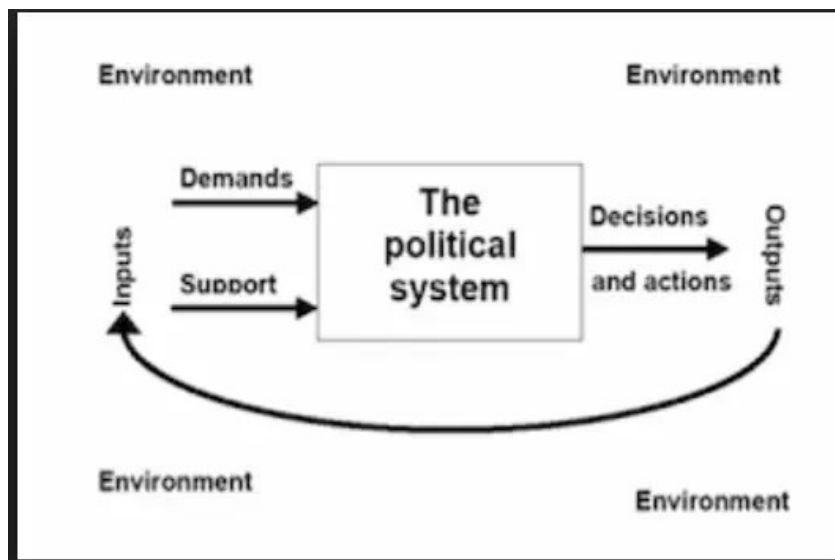 Environment
Environment
Demands
The
political
system
Decisions
Outputs
Inputs
Support
and actions
Environment
Environment